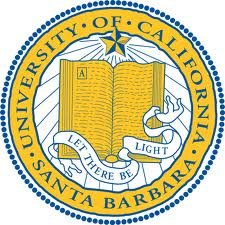 · UNIVERSITY · OF · CALIFORNIA ·
SANTA BARBARA
A
LET THERE BE
LIGHT